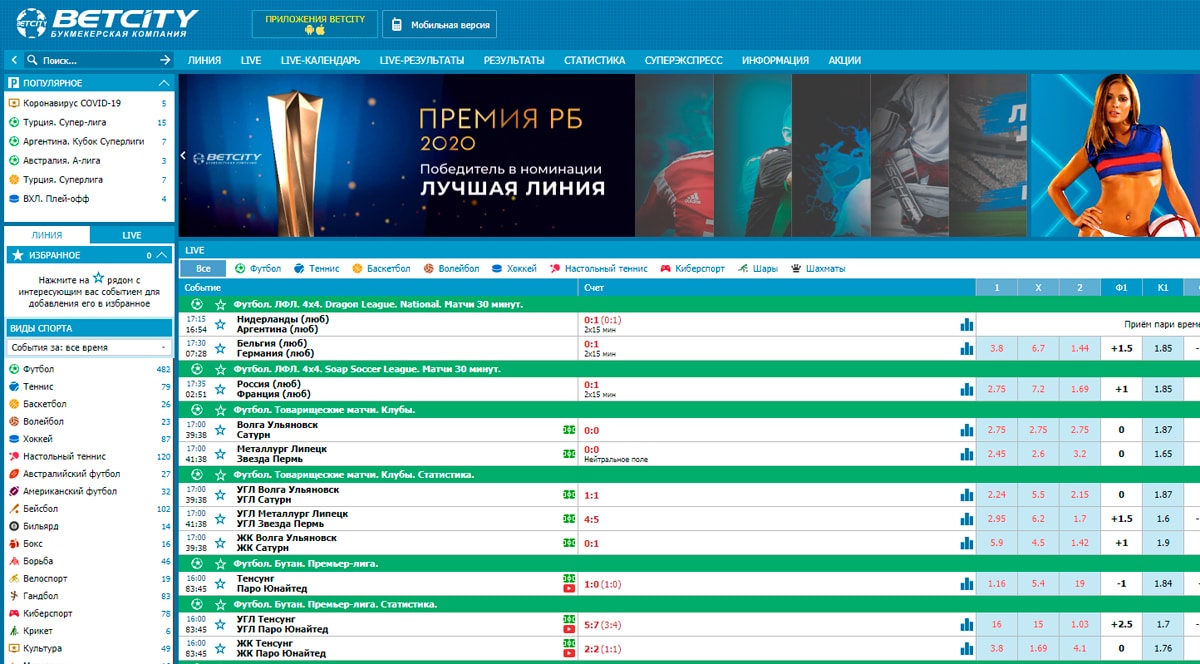 BETCITY
BETCITY
БУКМЕКЕРСКАЯ КОМПАНИЯ
ПРИЛОЖЕНИЯ BETCITY
Мобильная версия
Поиск...
ЛИНИЯ LIVE LIVE-КАЛЕНДАРЬ LIVE-РЕЗУЛЬТАТЫ РЕЗУЛЬТАТЫ СТАТИСТИКА СУПЕРЭКСПРЕСС ИНФОРМАЦИЯ АКЦИИ
ПОПУЛЯРНОЕ
Коронавирус COVID-19 5
Турция. Супер-лига 15
Аргентина. Кубок Суперлиги 7
Австралия. А-лига 3
Турция. Суперлига 7
ВХЛ. Плей-офф 4
ЛИНИЯ LIVE
ИЗБРАННОЕ 0
Нажмите на рядом с
интересующим вас событием для
добавления его в избранное
ВИДЫ СПОРТА
События за: все время
Футбол 482
Теннис 79
Баскетбол 26
Волейбол 23
Хоккей 87
Настольный теннис 120
Австралийский футбол 27
Американский футбол 32
Бейсбол 102
Бильярд 14
Бокс 16
Борьба 46
Велоспорт 19
Гандбол 83
Киберспорт 78
Крикет 6
Культура 49
BETCITY
ПРЕМИЯ РБ
2020
Победитель в номинации
ЛУЧШАЯ ЛИНИЯ
LIVE
Все Футбол Теннис Баскетбол Волейбол Хоккей Настольный теннис Киберспорт Шары Шахматы
Событие Счет 1 X 2 Ф1 К1
Футбол. ЛФЛ. 4x4. Dragon League. National. Матчи 30 минут.
17:15 Нидерланды (люб) 0:1 (0:1)
16:54 Аргентина (люб) 2x15 мин Приём пари време
17:30 Бельгия (люб) 0:1
07:28 Германия (люб) 2x15 мин 3.8 6.7 1.44 +1.5 1.85
Футбол. ЛФЛ. 4x4. Soap Soccer League. Матчи 30 минут.
17:35 Россия (люб) 0:1
02:51 Франция (люб) 2x15 мин 2.75 7.2 1.69 +1 1.85
Футбол. Товарищеские матчи. Клубы.
17:00 Волга Ульяновск
39:38 Сатурн 0:0 2.75 2.75 2.75 0 1.87
17:00 Металлург Липецк 0:0
41:38 Звезда Пермь Нейтральное поле 2.45 2.6 3.2 0 1.65
Футбол. Товарищеские матчи. Клубы. Статистика.
17:00 УГЛ Волга Ульяновск
39:38 УГЛ Сатурн 1:1 2.24 5.5 2.15 0 1.87
17:00 УГЛ Металлург Липецк
41:38 УГЛ Звезда Пермь 4:5 2.95 6.2 1.7 +1.5 1.6
17:00 ЖК Волга Ульяновск
39:38 ЖК Сатурн 0:1 5.9 4.5 1.42 +1 1.9
Футбол. Бутан. Премьер-лига.
16:00 Тенсунг
83:45 Паро Юнайтед 1:0 (1:0) 1.16 5.4 19 -1 1.84
Футбол. Бутан. Премьер-лига. Статистика.
16:00 УГЛ Тенсунг
83:45 УГЛ Паро Юнайтед 5:7 (3:4) 16 15 1.03 +2.5 1.7
16:00 ЖК Тенсунг
83:45 ЖК Паро Юнайтед 2:2 (1:1) 3.8 1.69 4.1 0 1.76